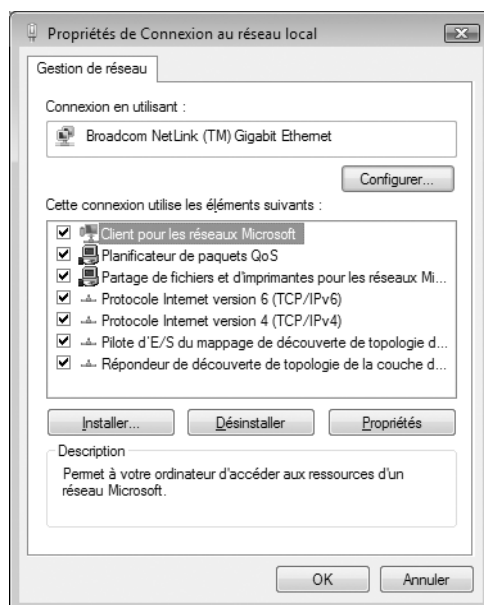 Propriétés de Connexion au réseau local
Gestion de réseau
Connexion en utilisant :
Broadcom NetLink (TM) Gigabit Ethernet
Configurer...
Cette connexion utilise les éléments suivants :
Client pour les réseaux Microsoft
Planificateur de paquets QoS
Partage de fichiers et d'imprimantes pour les réseaux Mi...
Protocole Internet version 6 (TCP/IPv6)
Protocole Internet version 4 (TCP/IPv4)
Pilote d'E/S du mappage de découverte de topologie d...
Répondeur de découverte de topologie de la couche d...
Installer...
Désinstaller
Propriétés
Description
Permet à votre ordinateur d'accéder aux ressources d'un
réseau Microsoft.
OK
Annuler